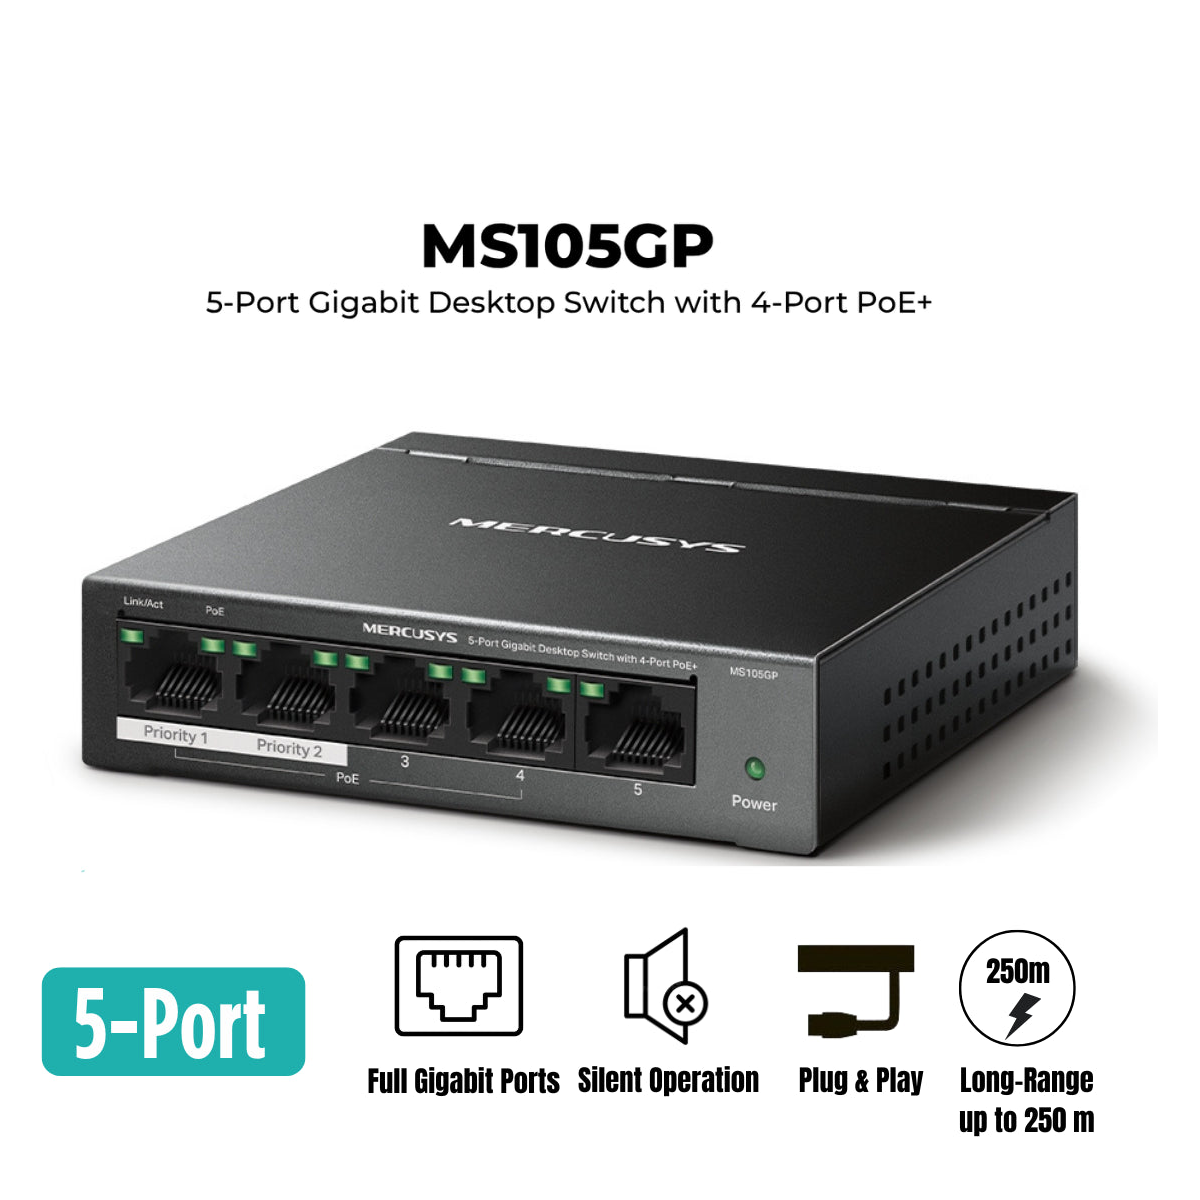 MS105GP
5-Port Gigabit Desktop Switch with 4-Port PoE+
MERCUSYS
Link/Act PoE
MERCUSYS 5-Port Gigabit Desktop Switch with 4-Port PoE+ MS105GP
Priority 1 Priority 2 3 4 5
PoE
Power
5-Port
250m
Full Gigabit Ports Silent Operation Plug & Play Long-Range
up to 250 m